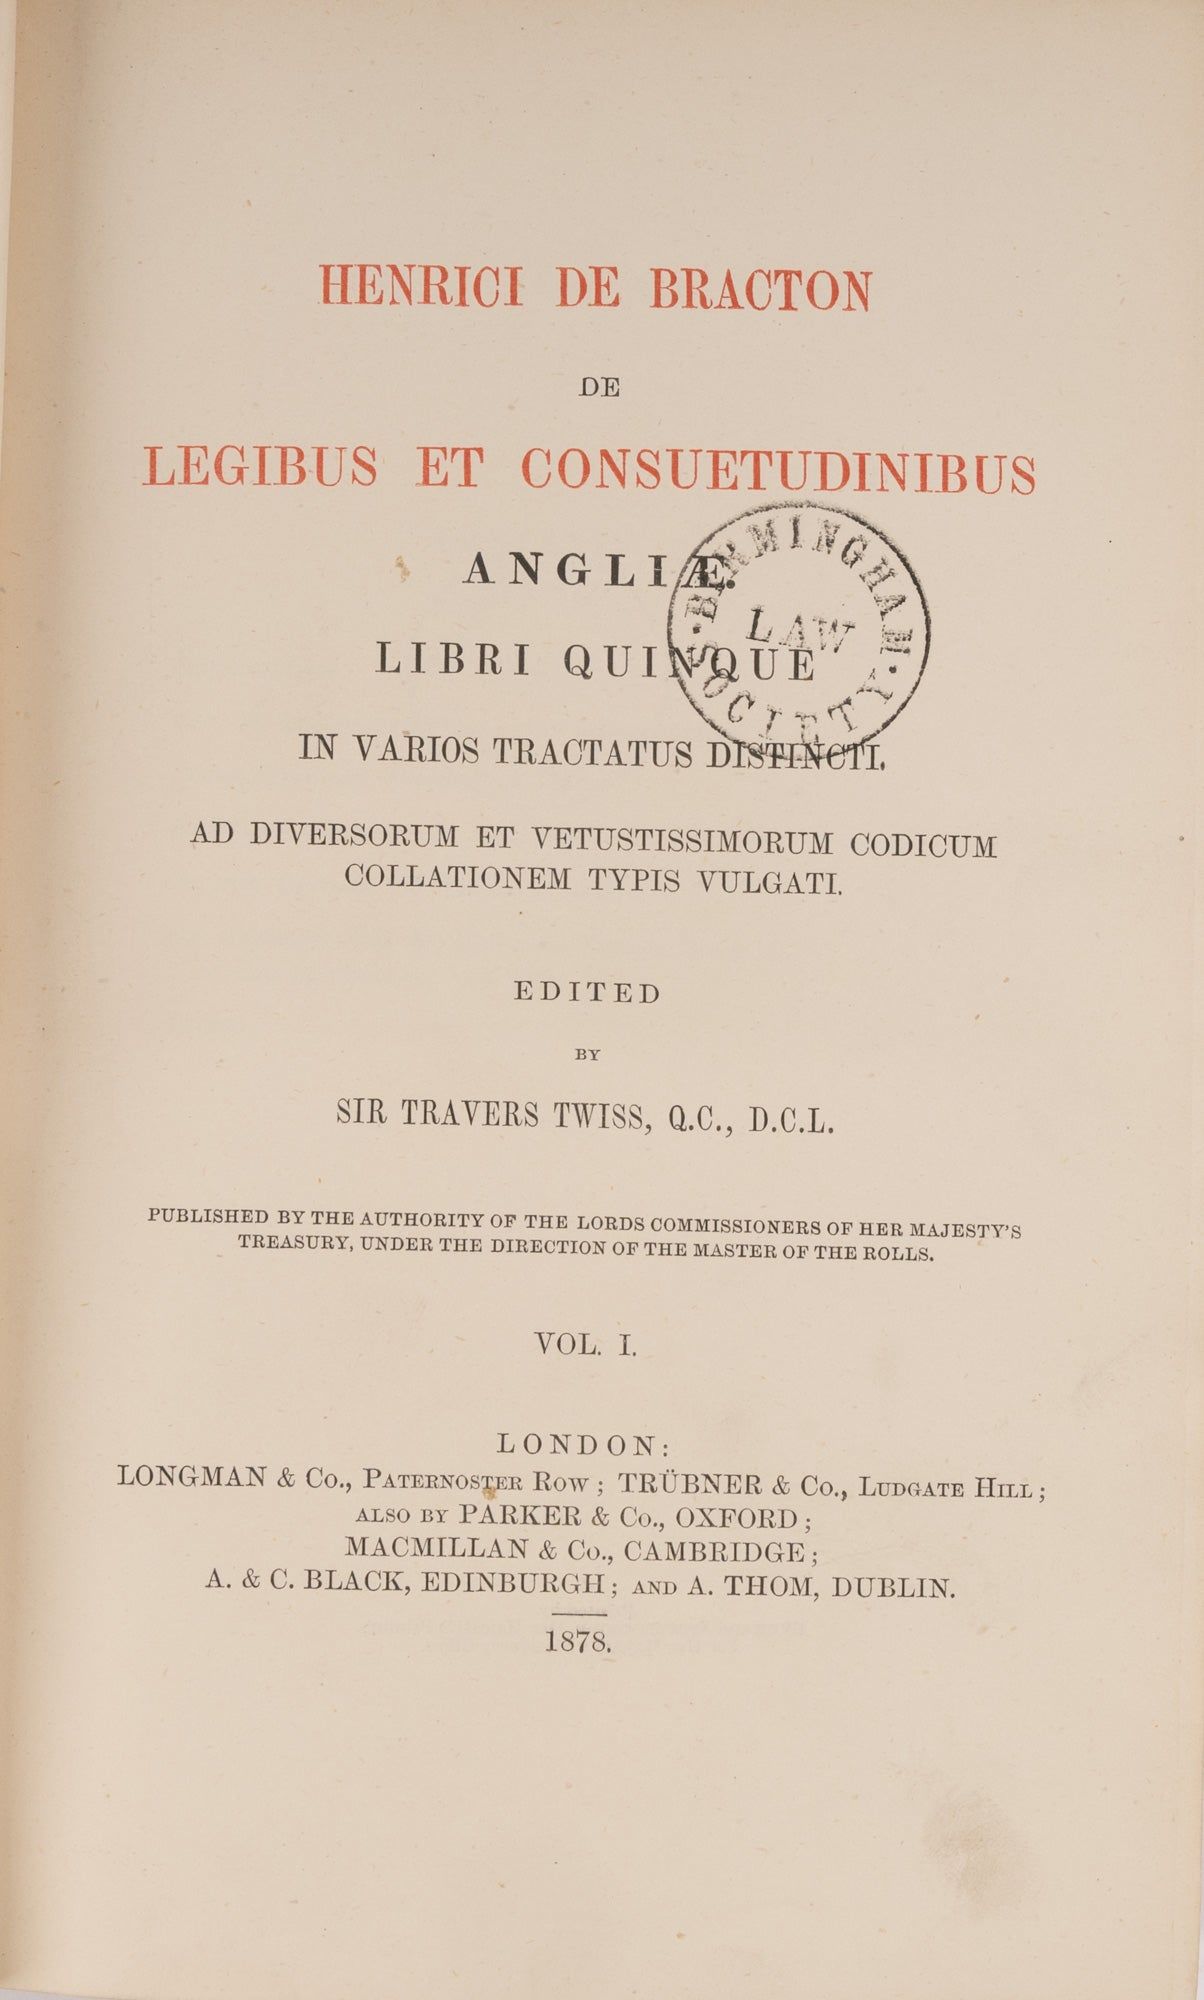 HENRICI DE BRACTON
DE
LEGIBUS ET CONSUETUDINIBUS
ANGLIÆ.
LIBRI QUINQUE
IN VARIOS TRACTATUS DISTINCTI.
AD DIVERSORUM ET VETUSTISSIMORUM CODICUM
COLLATIONEM TYPIS VULGATI.
BIRMINGHAM
LAW
SOCIETY
EDITED
BY
SIR TRAVERS TWISS, Q.C., D.C.L.
PUBLISHED BY THE AUTHORITY OF THE LORDS COMMISSIONERS OF HER MAJESTY'S
TREASURY, UNDER THE DIRECTION OF THE MASTER OF THE ROLLS.
VOL. I.
LONDON:
LONGMAN & Co., PATERNOSTER ROW; TRÜBNER & Co., LUDGATE HILL;
ALSO BY PARKER & Co., OXFORD;
MACMILLAN & Co., CAMBRIDGE;
A. & C. BLACK, EDINBURGH; AND A. THOM, DUBLIN.
1878.